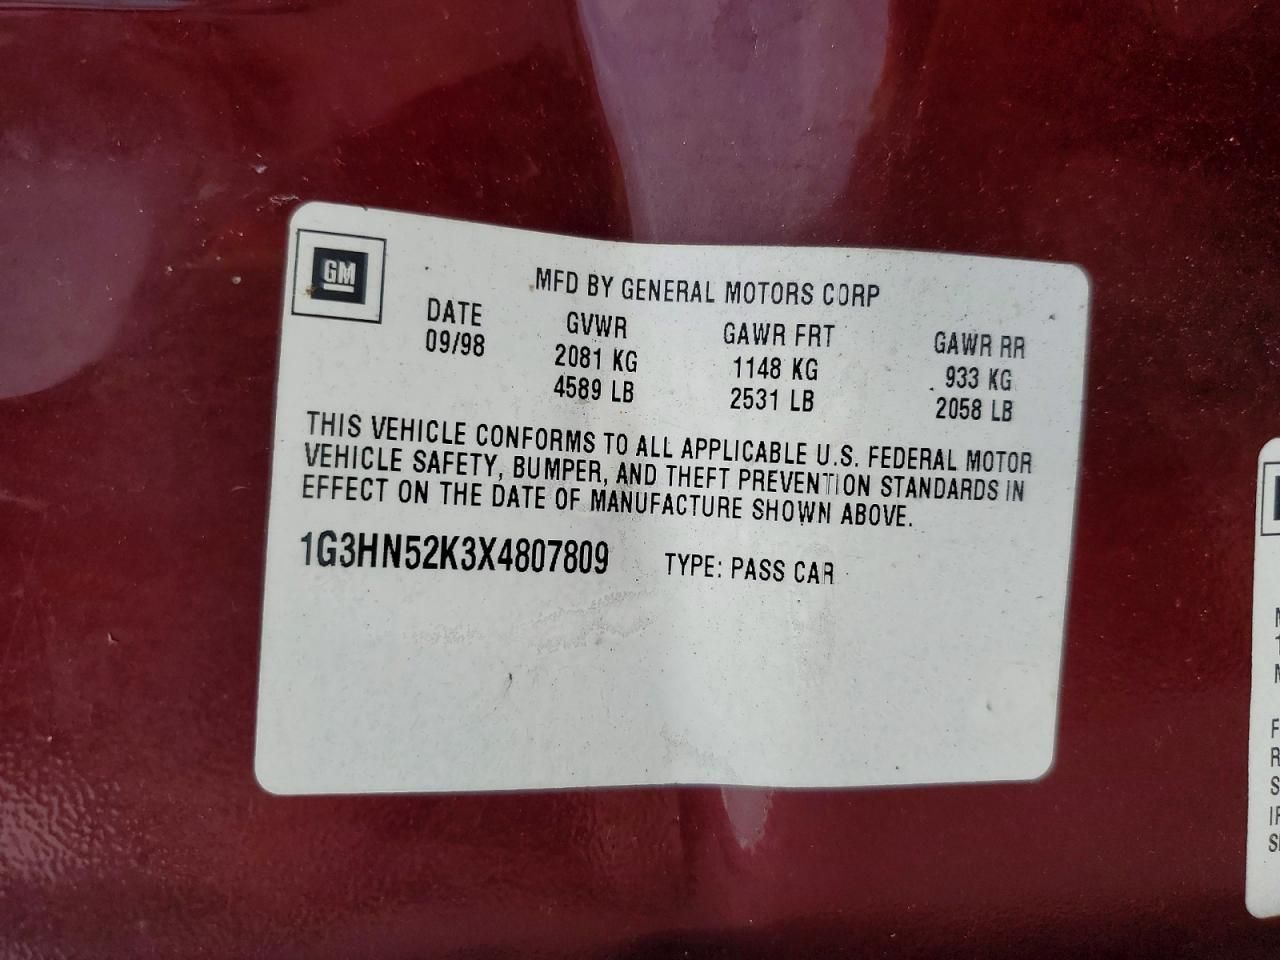 GM
MFD BY GENERAL MOTORS CORP
DATE GVWR GAWR FRT GAWR RR
09/98 2081 KG 1148 KG 933 KG
4589 LB 2531 LB 2058 LB
THIS VEHICLE CONFORMS TO ALL APPLICABLE U.S. FEDERAL MOTOR
VEHICLE SAFETY, BUMPER, AND THEFT PREVENTION STANDARDS IN
EFFECT ON THE DATE OF MANUFACTURE SHOWN ABOVE.
1G3HN52K3X4807809 TYPE: PASS CAR